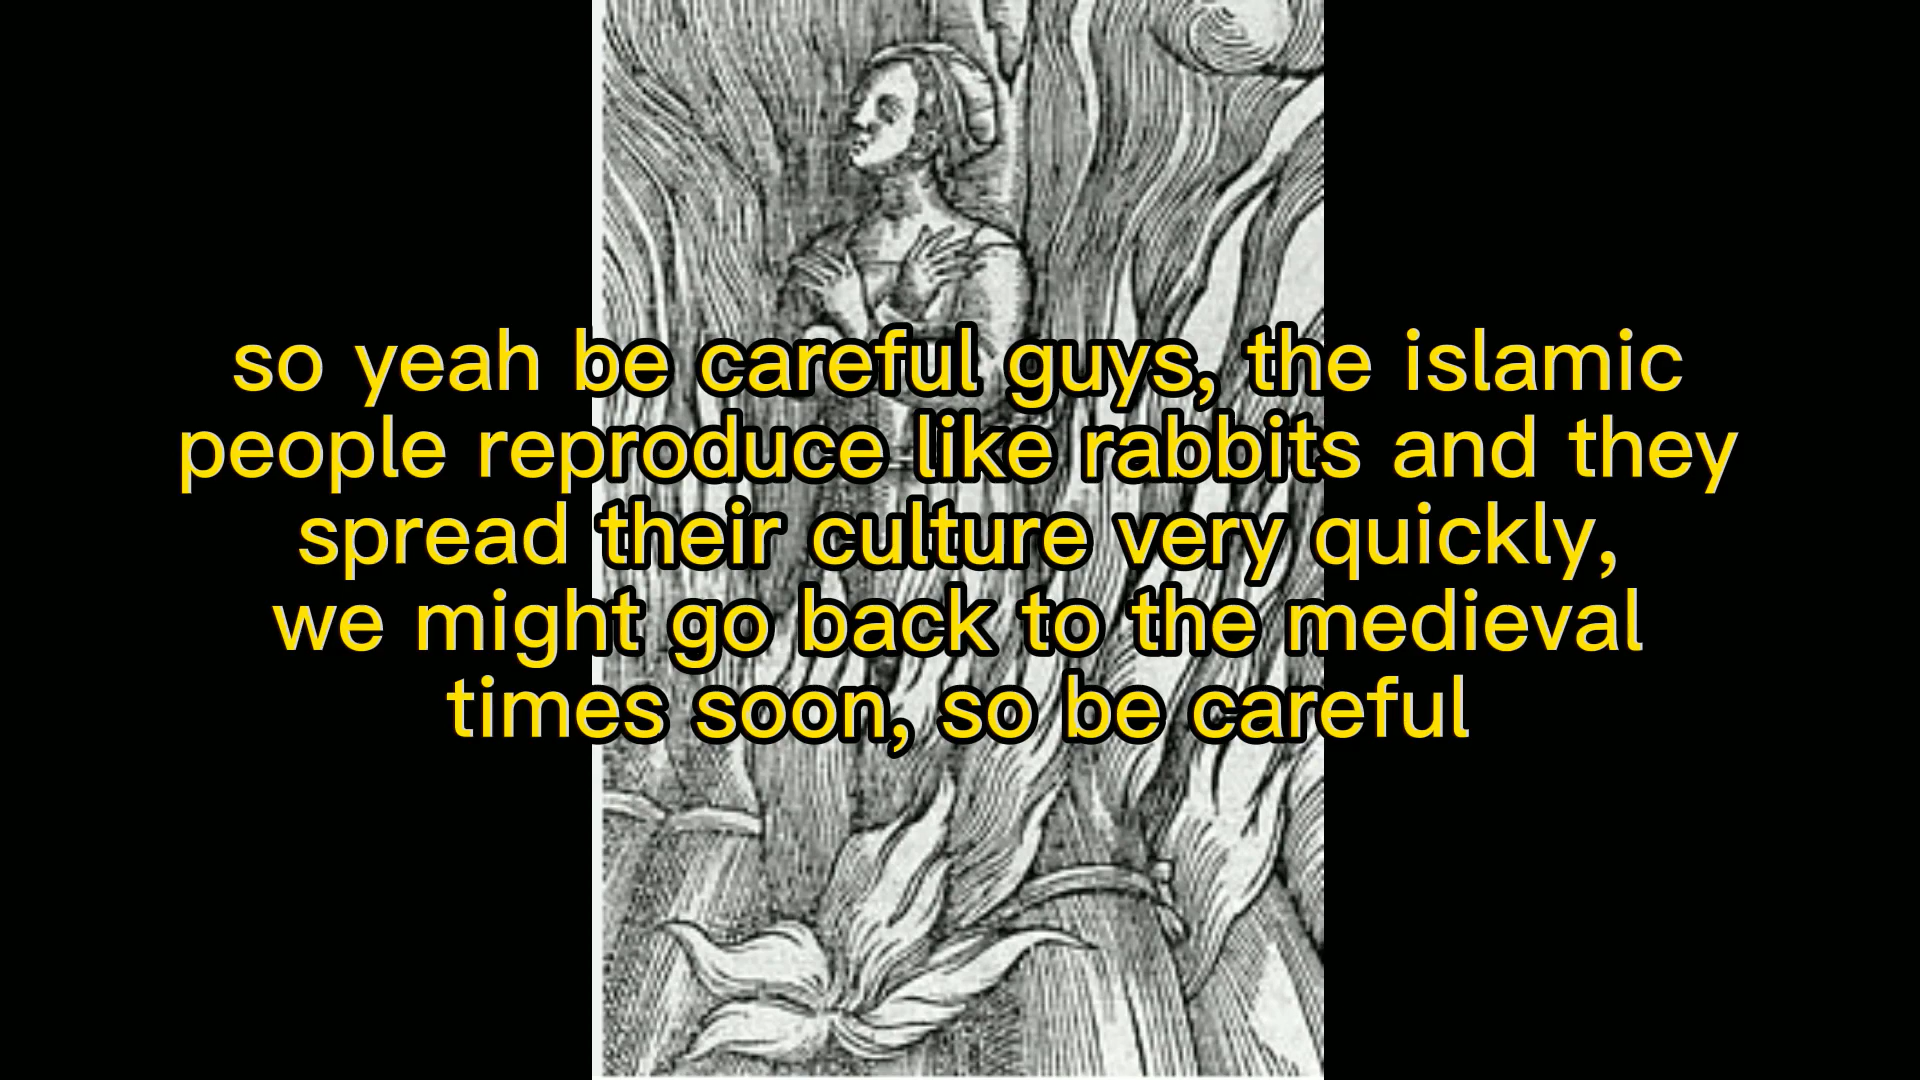 so yeah be careful guys, the islamic
people reproduce like rabbits and they
spread their culture very quickly,
we might go back to the medieval
times soon, so be careful